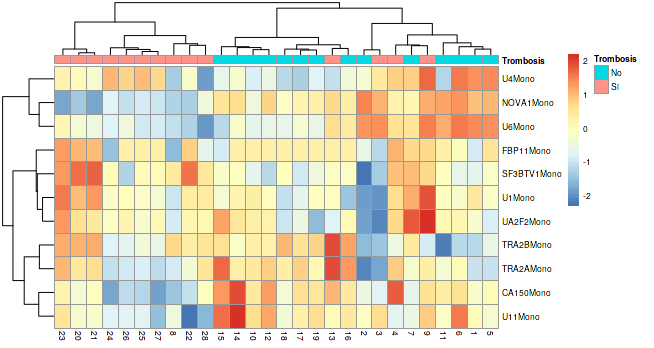 Trombosis
U4Mono
NOVA1Mono
U6Mono
FBP11Mono
SF3BTV1Mono
U1Mono
UA2F2Mono
TRA2BMono
TRA2AMono
CA150Mono
U11Mono
23 20 21 24 26 25 27 8 22 28 15 14 10 12 18 17 19 13 16 2 3 4 7 9 11 6 1 5
2
1
0
-1
-2
Trombosis
No
SI